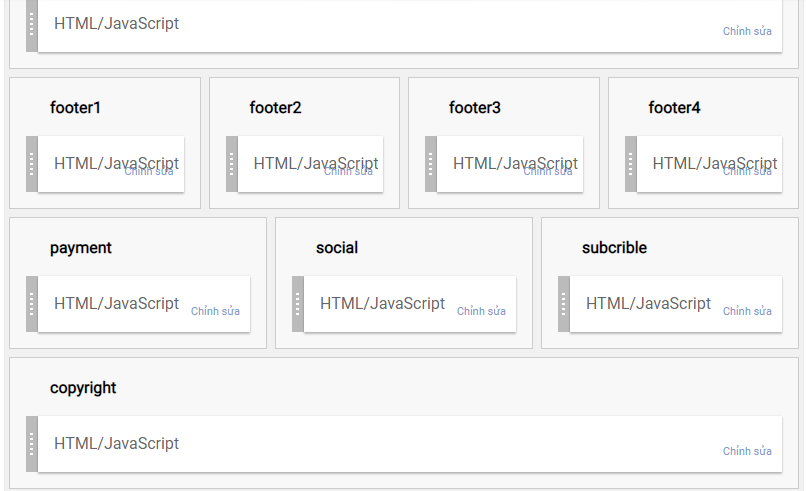 HTML/JavaScript
Chỉnh sửa
footer1 footer2 footer3 footer4
HTML/JavaScript HTML/JavaScript HTML/JavaScript HTML/JavaScript
Chỉnh sửa Chỉnh sửa Chỉnh sửa Chỉnh sửa
payment social subcrible
HTML/JavaScript HTML/JavaScript HTML/JavaScript
Chỉnh sửa Chỉnh sửa Chỉnh sửa
copyright
HTML/JavaScript
Chỉnh sửa